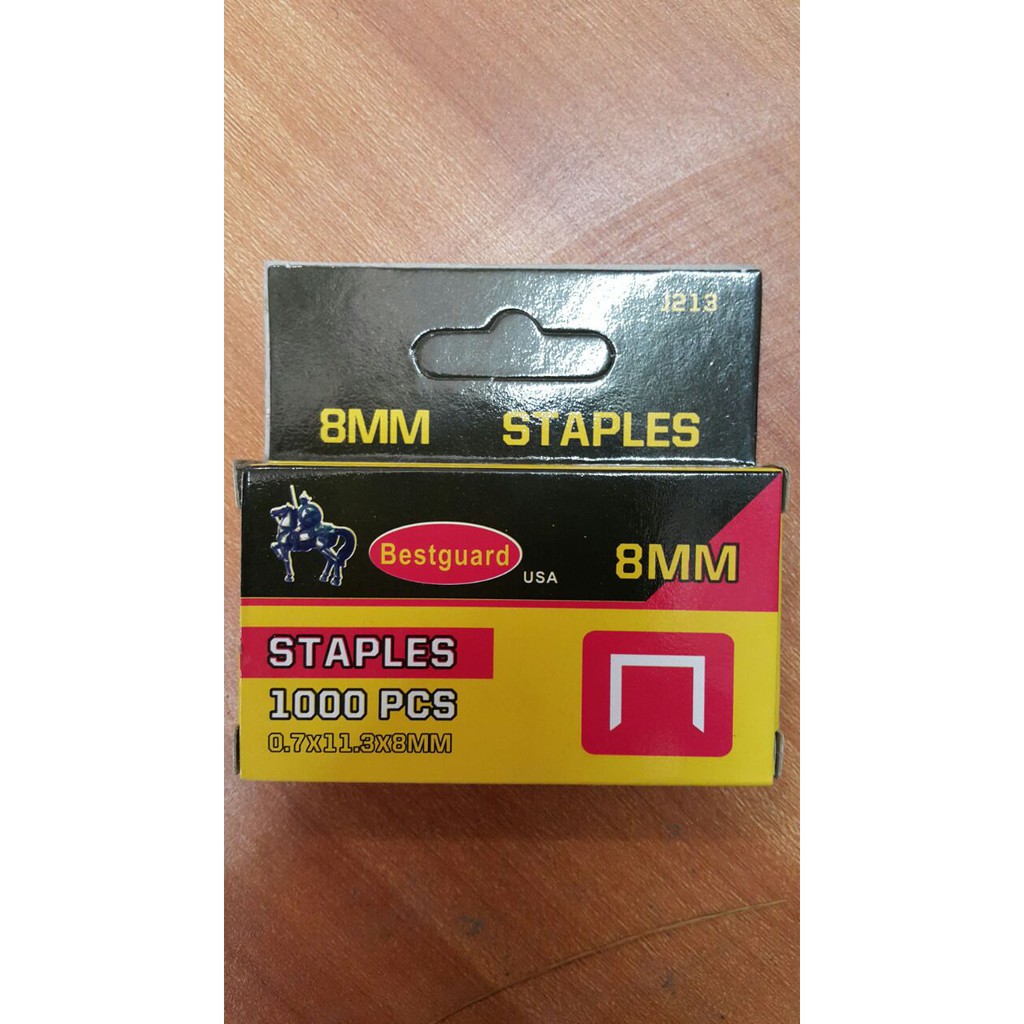 J213
8MM STAPLES
Bestguard USA 8MM
STAPLES
1000 PCS
0.7X11.3X8MM